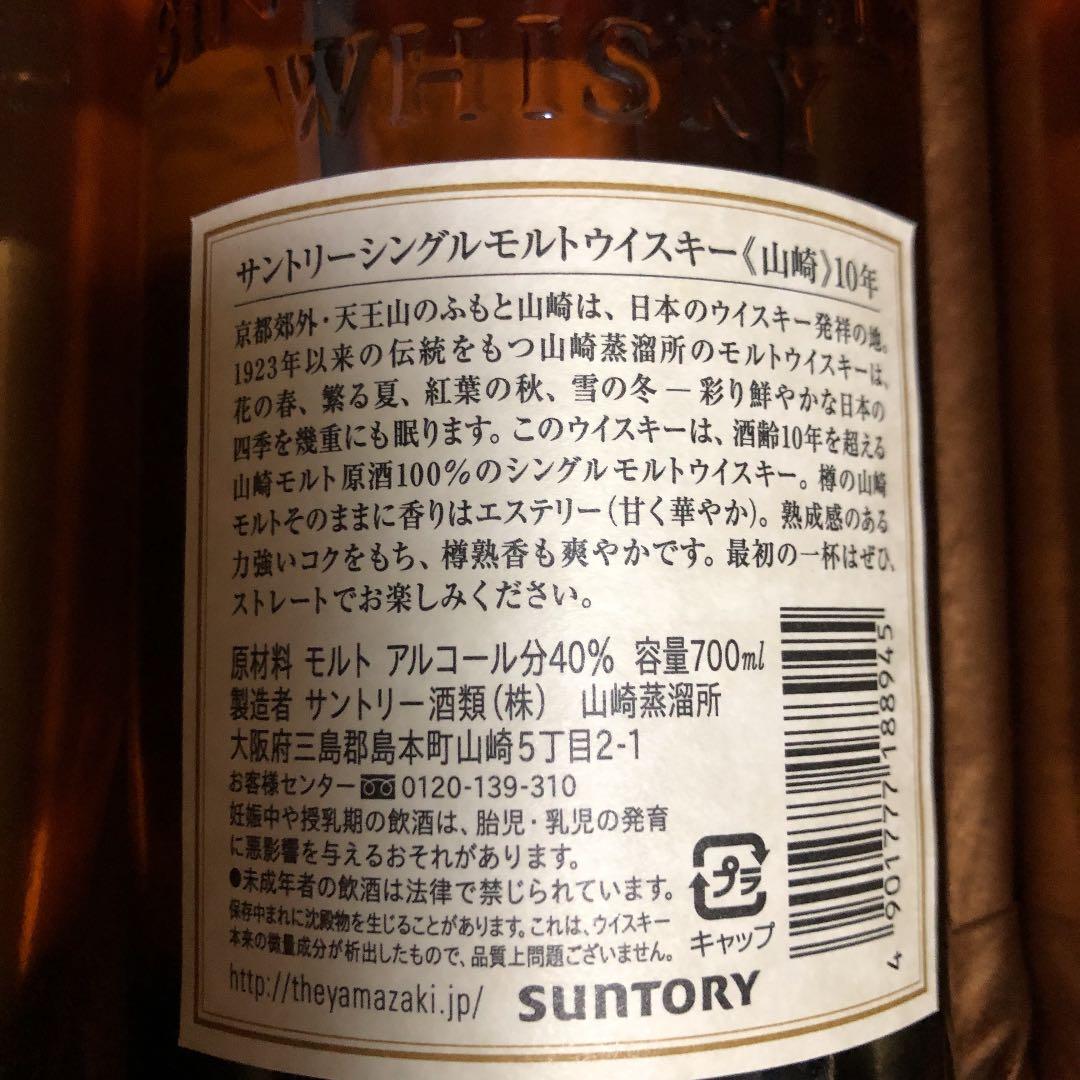 WHISKY
サントリーシングルモルトウイスキー《山崎》10年
京都郊外・天王山のふもと山崎は、日本のウイスキー発祥の地。
1923年以来の伝統をもつ山崎蒸溜所のモルトウイスキーは、
花の春、繁る夏、紅葉の秋、雪の冬 ― 彩り鮮やかな日本の
四季を幾重にも眠ります。このウイスキーは、酒齢10年を超える
山崎モルト原酒100%のシングルモルトウイスキー。樽の山崎
モルトそのままに香りはエステリー(甘く華やか)。熟成感のある
力強いコクをもち、樽熟香も爽やかです。最初の一杯はぜひ、
ストレートでお楽しみください。
原材料 モルト アルコール分40% 容量700ml
製造者 サントリー酒類(株) 山崎蒸溜所
大阪府三島郡島本町山崎5丁目2-1
お客様センター 0120-139-310
妊娠中や授乳期の飲酒は、胎児・乳児の発育
に悪影響を与えるおそれがあります。
●未成年者の飲酒は法律で禁じられています。
保存中まれに沈殿物を生じることがあります。これは、ウイスキー
本来の微量成分が析出したもので、品質上問題ございません。
http://theyamazaki.jp/
SUNTORY
プラ
キャップ
4 901777 188945